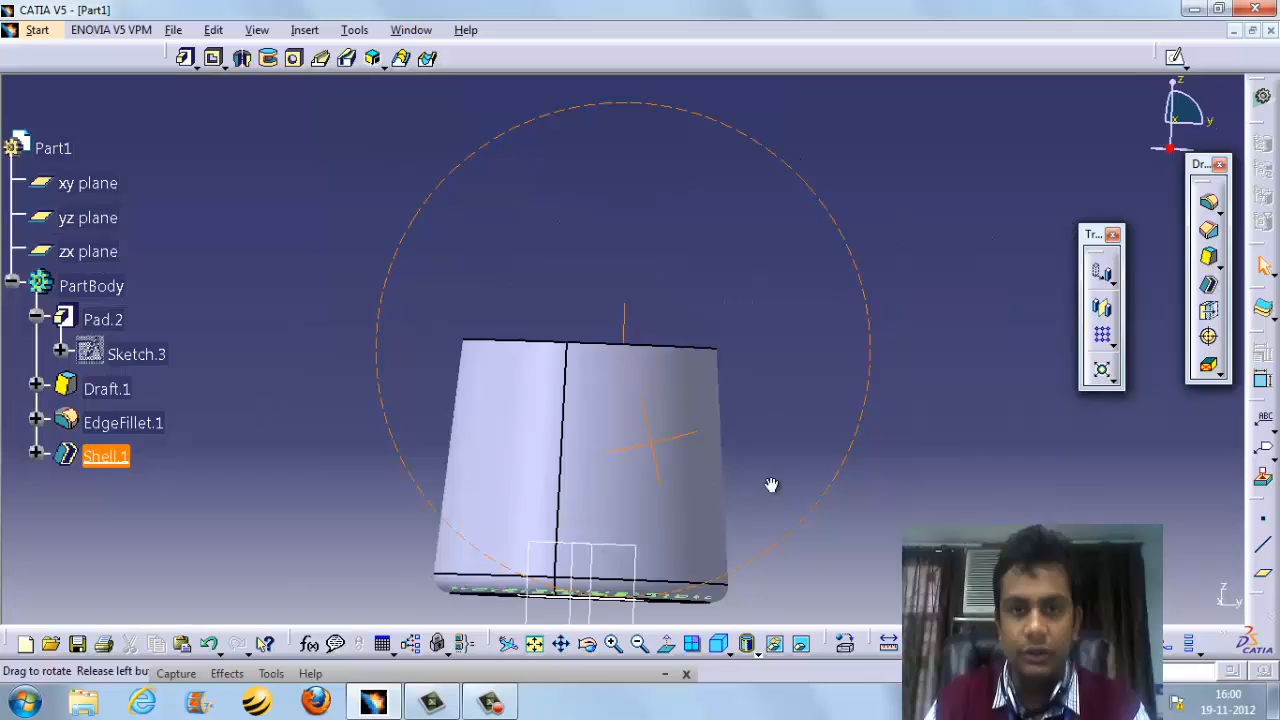 CATIA V5 - [Part1]
Start ENOVIA V5 VPM File Edit View Insert Tools Window Help
z
x
y
Dr...
Part1
xy plane
yz plane
zx plane
Tr...
PartBody
Pad.2
Sketch.3
Draft.1
EdgeFillet.1
Shell.1
ABC
z
x y
f(x)
CATIA
Drag to rotate Release left bu
Capture Effects Tools Help
16:00
19-11-2012